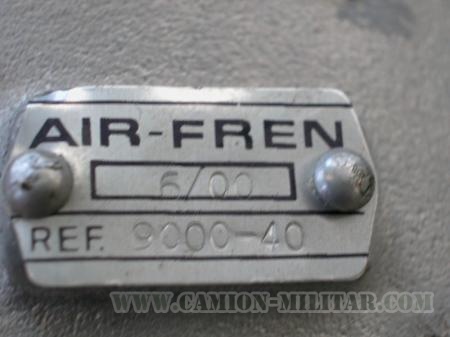 AIR-FREN
6/00
REF. 9000-40
WWW.CAMION-MILITAR.COM